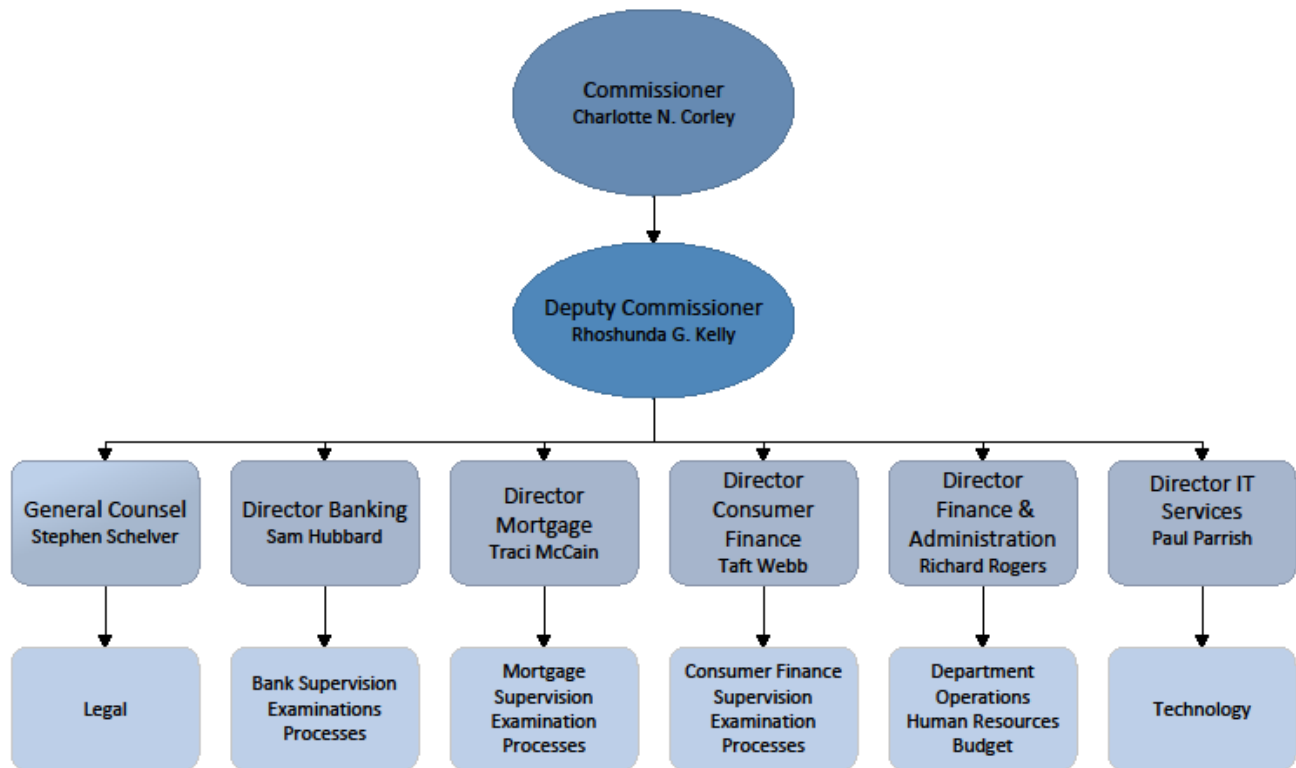 Commissioner
Charlotte N. Corley
Deputy Commissioner
Rhoshunda G. Kelly
General Counsel
Stephen Schelver
Director Banking
Sam Hubbard
Director
Mortgage
Traci McCain
Director
Consumer
Finance
Taft Webb
Director
Finance &
Administration
Richard Rogers
Director IT
Services
Paul Parrish
Legal
Bank Supervision
Examinations
Processes
Mortgage
Supervision
Examination
Processes
Consumer Finance
Supervision
Examination
Processes
Department
Operations
Human Resources
Budget
Technology